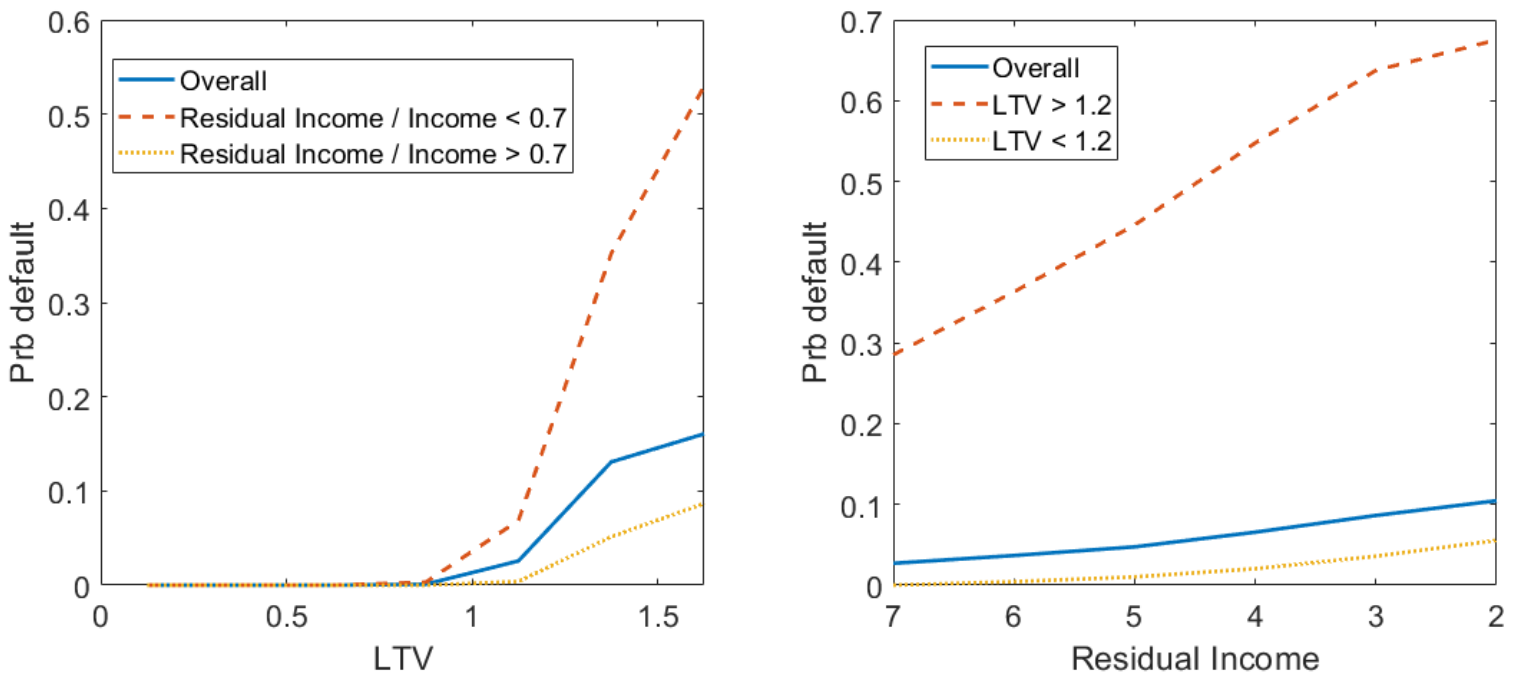 0.6
0.5
0.4
0.3
0.2
0.1
0
Prb default
Overall
Residual Income / Income < 0.7
Residual Income / Income > 0.7
0 0.5 1 1.5
LTV
0.7
0.6
0.5
0.4
0.3
0.2
0.1
0
Prb default
Overall
LTV > 1.2
LTV < 1.2
7 6 5 4 3 2
Residual Income